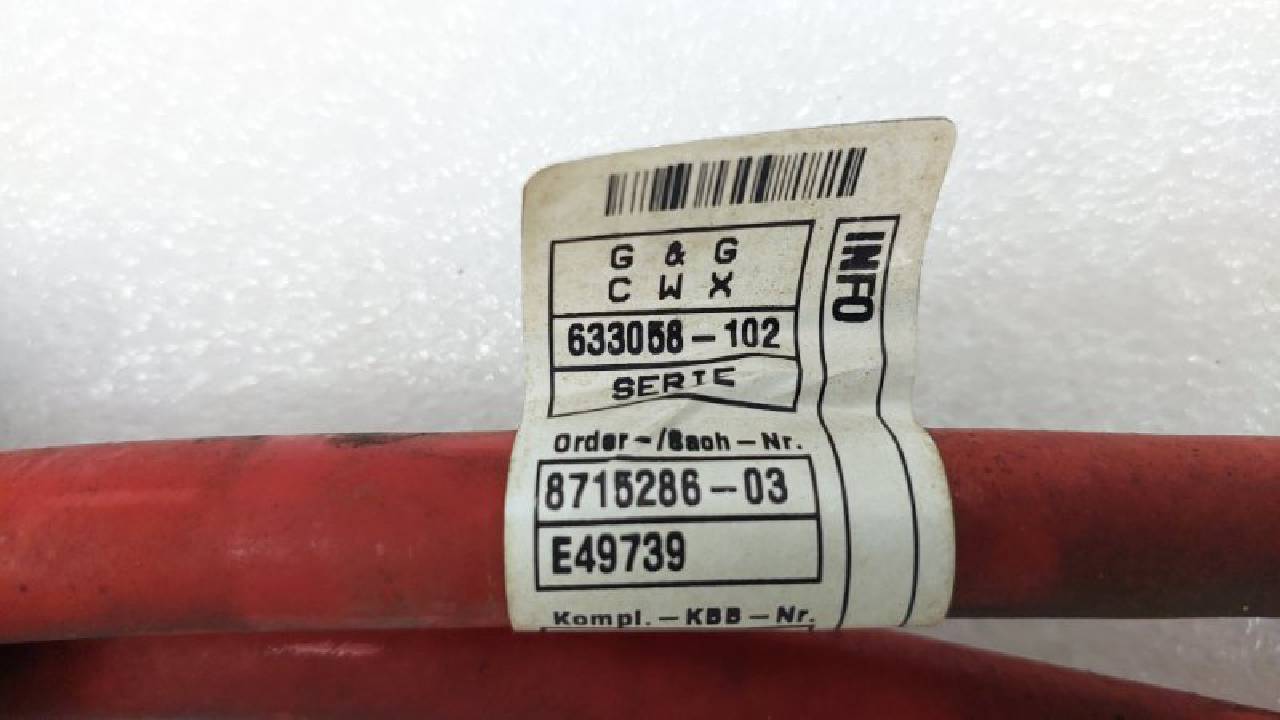 G & G
C W X
633058-102
SERIE
INFO
Order-/Sach-Nr.
8715286-03
E49739
Kompl.-KBB-Nr.